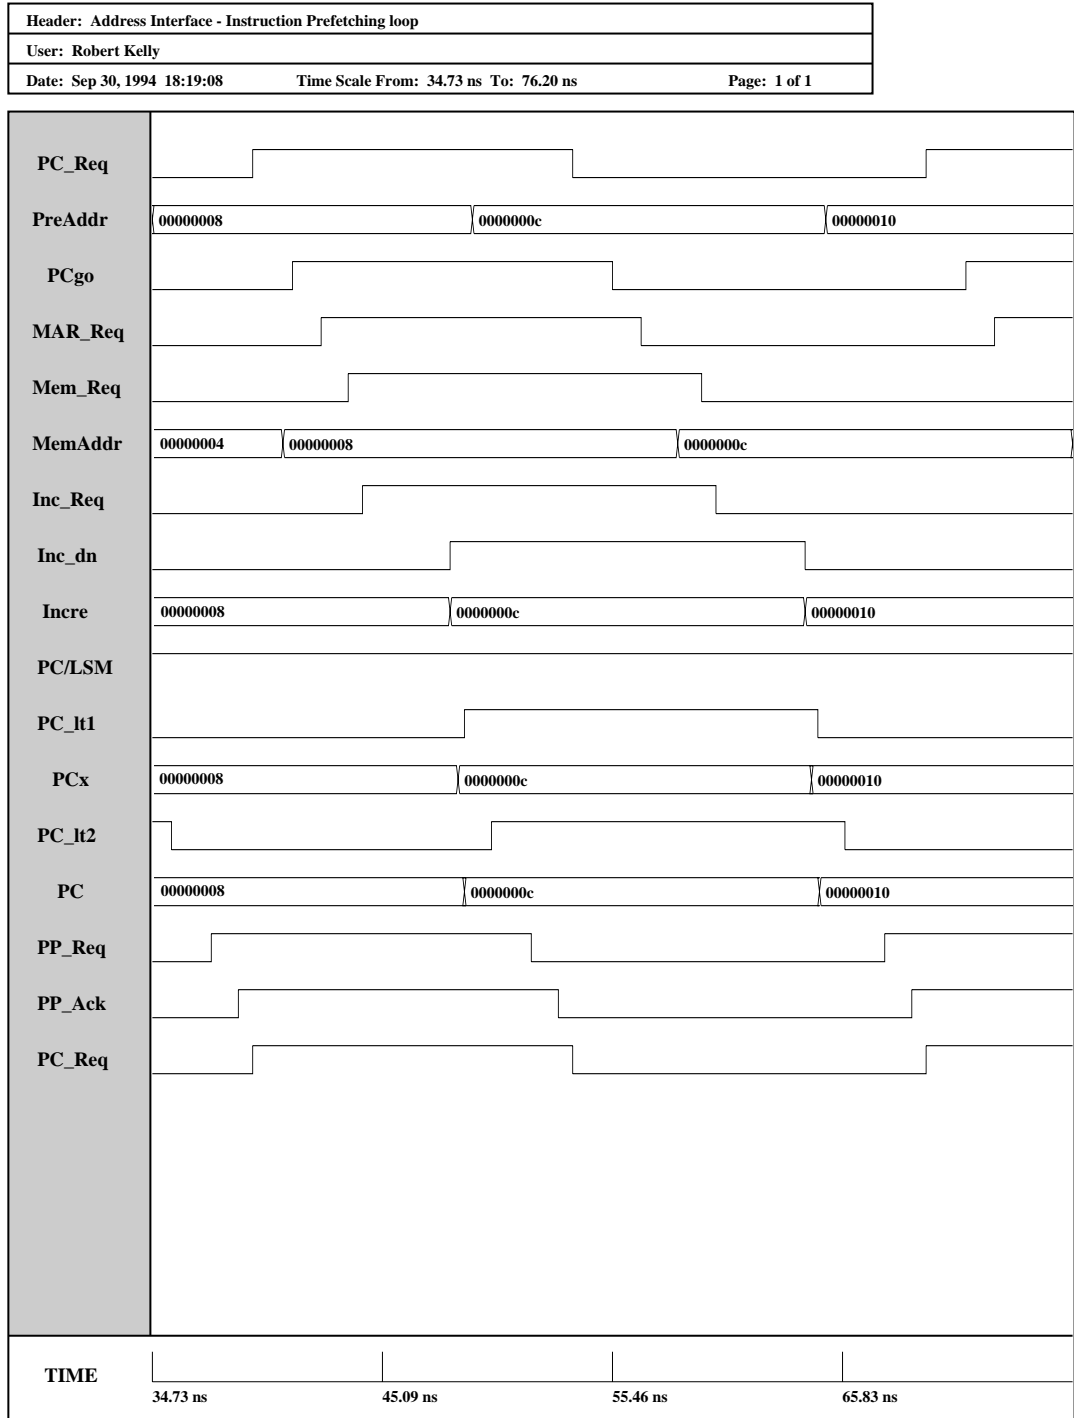 Header: Address Interface - Instruction Prefetching loop
User: Robert Kelly
Date: Sep 30, 1994 18:19:08 Time Scale From: 34.73 ns To: 76.20 ns Page: 1 of 1
PC_Req
PreAddr 00000008 0000000c 00000010
PCgo
MAR_Req
Mem_Req
MemAddr 00000004 00000008 0000000c
Inc_Req
Inc_dn
Incre 00000008 0000000c 00000010
PC/LSM
PC_lt1
PCx 00000008 0000000c 00000010
PC_lt2
PC 00000008 0000000c 00000010
PP_Req
PP_Ack
PC_Req
TIME
34.73 ns 45.09 ns 55.46 ns 65.83 ns